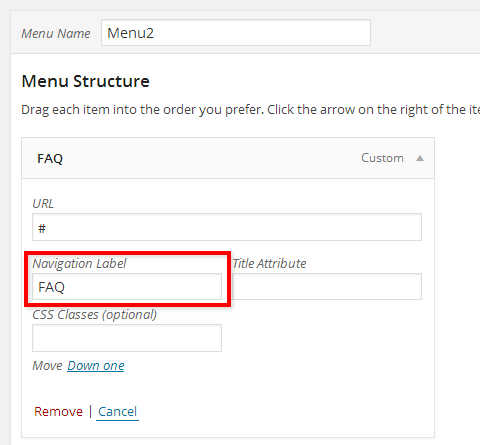 Menu Name Menu2
Menu Structure
Drag each item into the order you prefer. Click the arrow on the right of the ite
FAQ Custom
URL
#
Navigation Label Title Attribute
FAQ
CSS Classes (optional)
Move Down one
Remove | Cancel